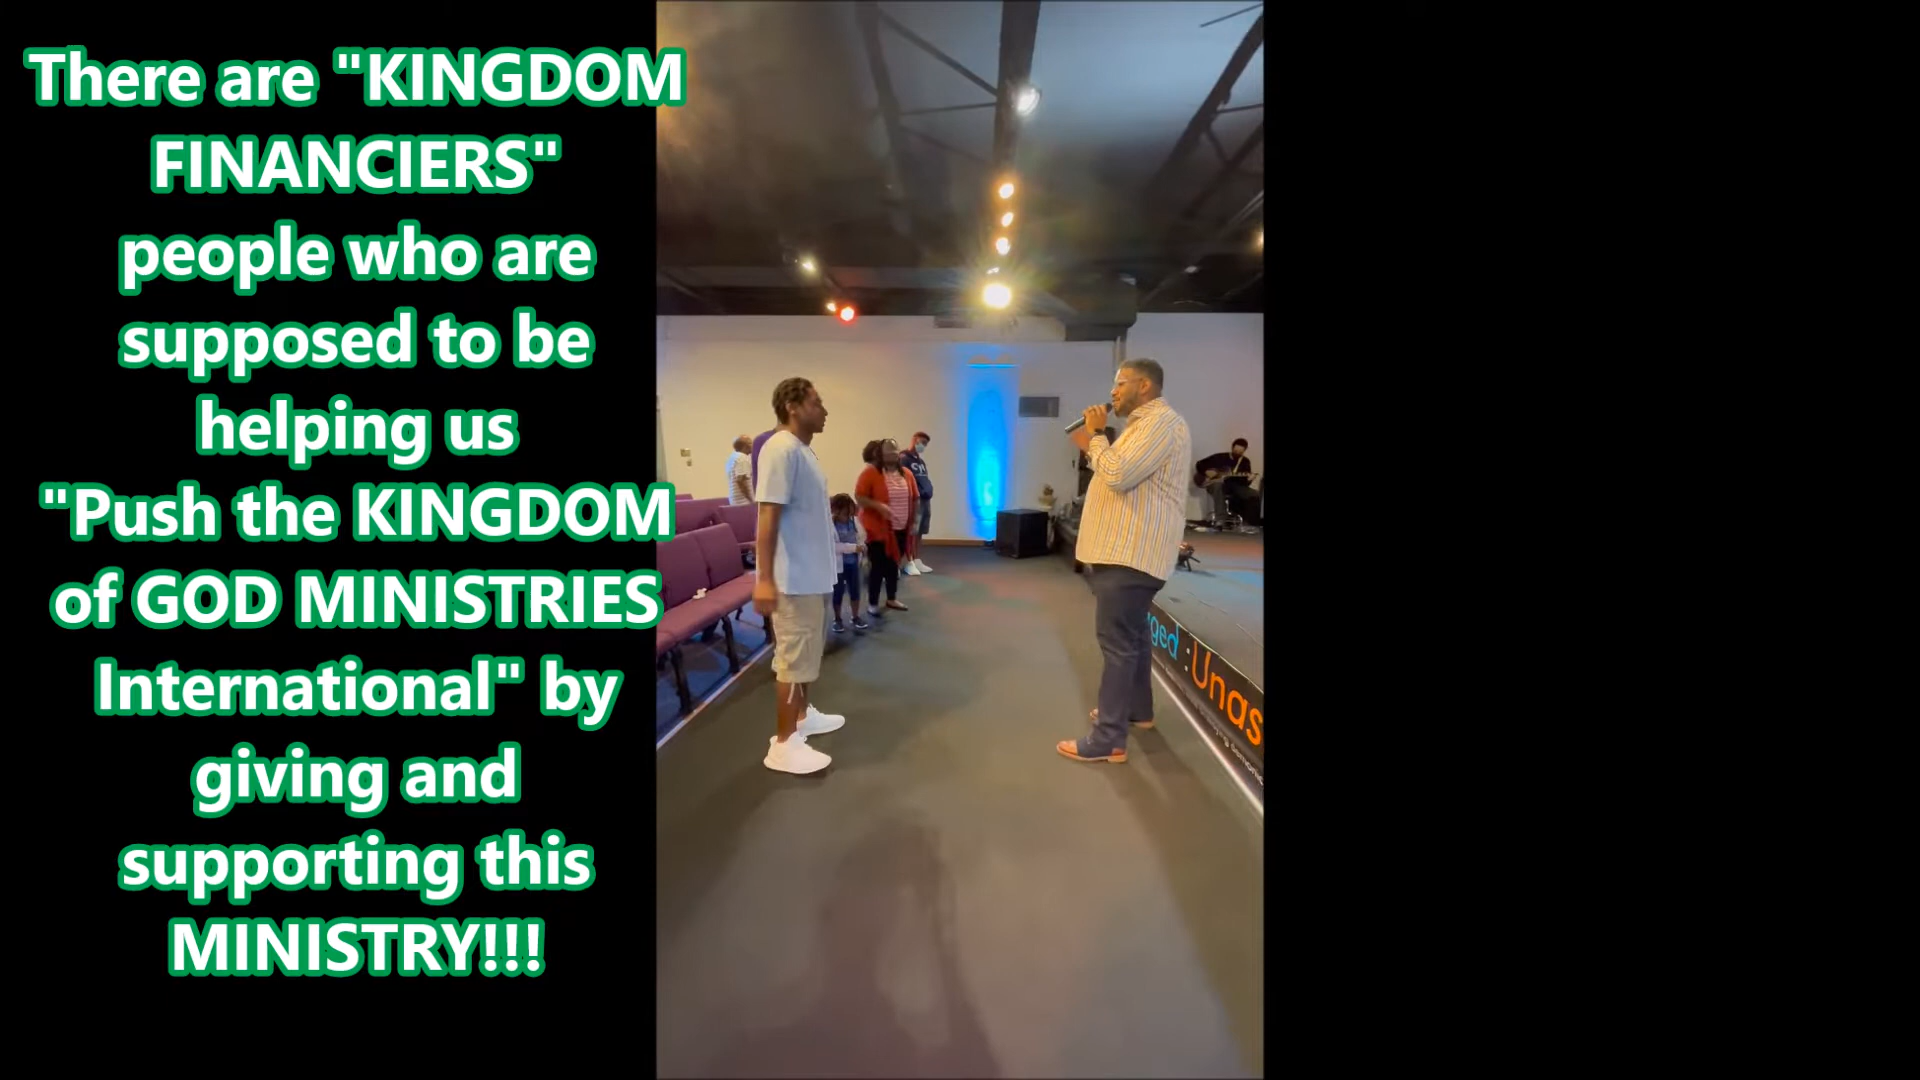 There are "KINGDOM
FINANCIERS"
people who are
supposed to be
helping us
"Push the KINGDOM
of GOD MINISTRIES
International" by
giving and
supporting this
MINISTRY!!!
ged : Unas